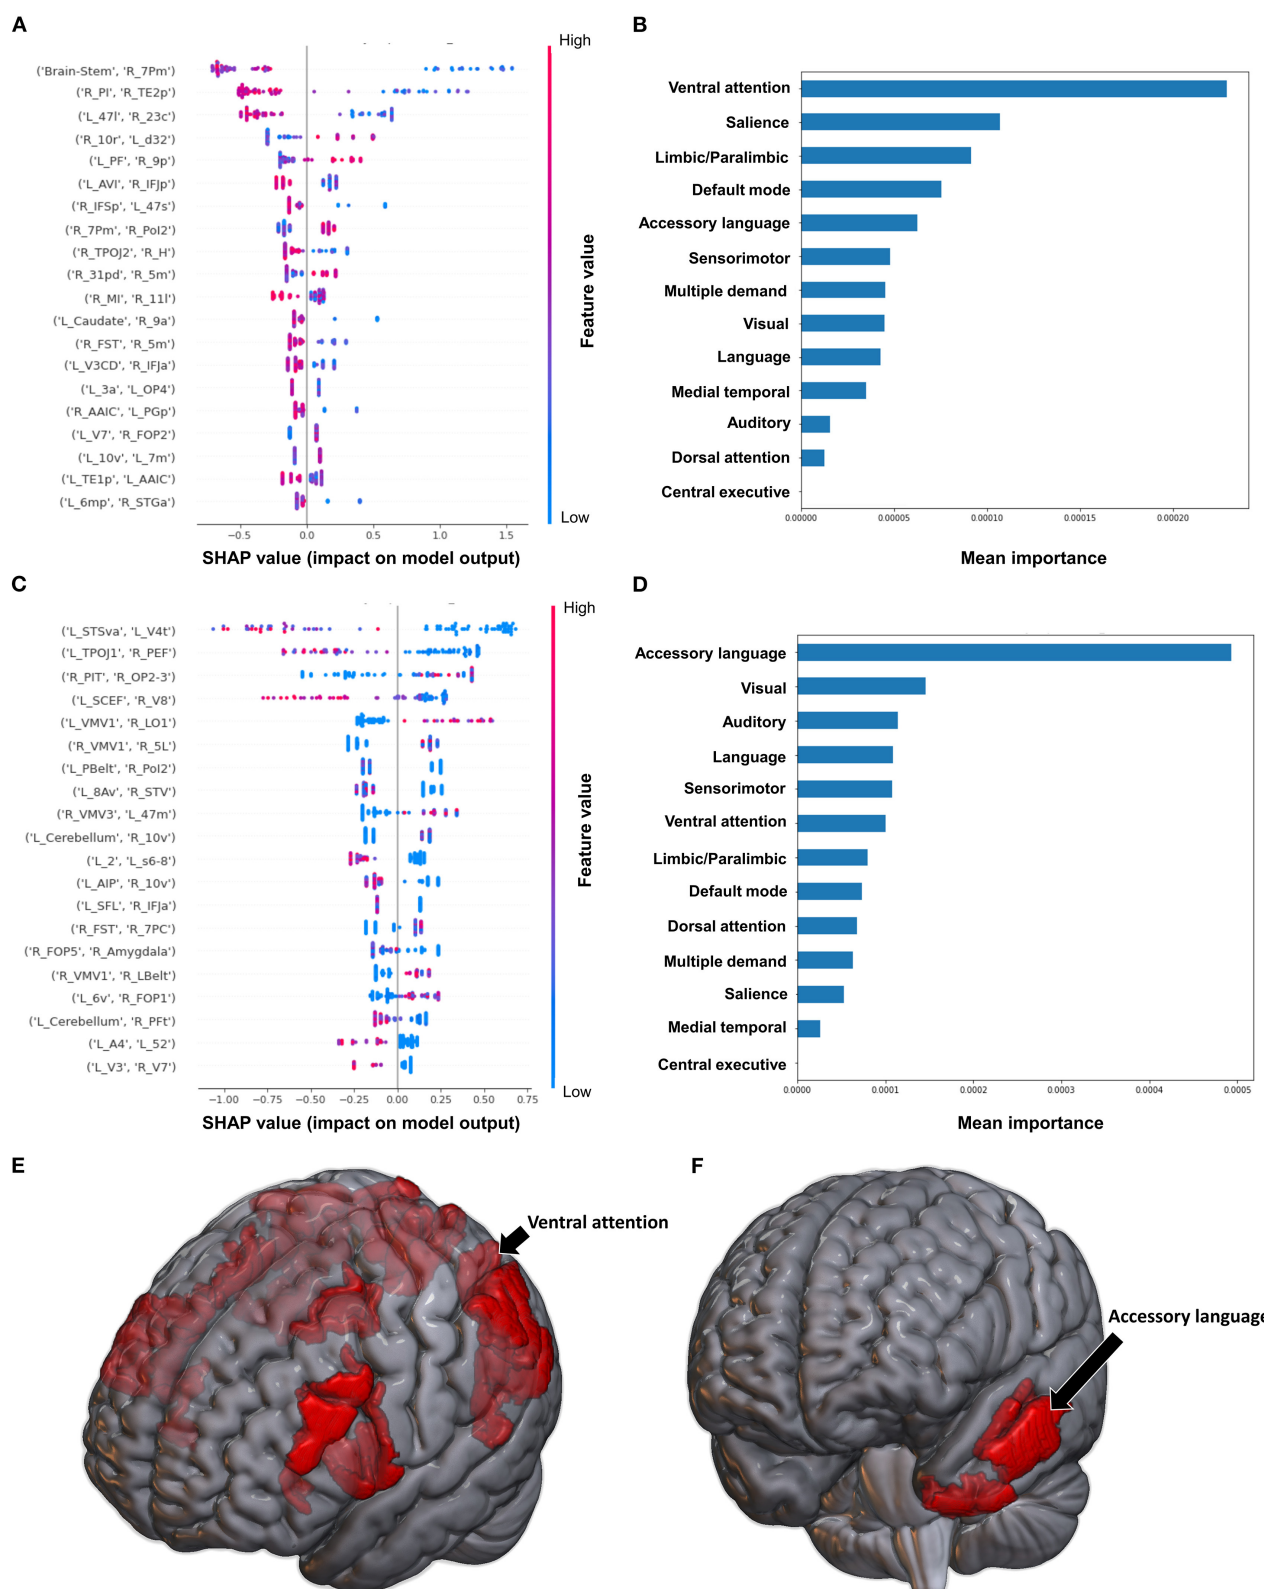 A
High
('Brain-Stem', 'R_7Pm')
('R_PI', 'R_TE2p')
('L_47l', 'R_23c')
('R_10r', 'L_d32')
('L_PF', 'R_9p')
('L_AVI', 'R_IFJp')
('R_IFSp', 'L_47s')
('R_7Pm', 'R_PoI2')
('R_TPOJ2', 'R_H')
('R_31pd', 'R_5m')
('R_MI', 'R_11l')
('L_Caudate', 'R_9a')
('R_FST', 'R_5m')
('L_V3CD', 'R_IFJa')
('L_3a', 'L_OP4')
('R_AAIC', 'L_PGp')
('L_V7', 'R_FOP2')
('L_10v', 'L_7m')
('L_TE1p', 'L_AAIC')
('L_6mp', 'R_STGa')
Feature value
Low
−0.5 0.0 0.5 1.0 1.5
SHAP value (impact on model output)
B
Ventral attention
Salience
Limbic/Paralimbic
Default mode
Accessory language
Sensorimotor
Multiple demand
Visual
Language
Medial temporal
Auditory
Dorsal attention
Central executive
0.00000 0.00005 0.00010 0.00015 0.00020
Mean importance
C
High
('L_STSva', 'L_V4t')
('L_TPOJ1', 'R_PEF')
('R_PIT', 'R_OP2-3')
('L_SCEF', 'R_V8')
('L_VMV1', 'R_LO1')
('R_VMV1', 'R_5L')
('L_PBelt', 'R_PoI2')
('L_8Av', 'R_STV')
('R_VMV3', 'L_47m')
('L_Cerebellum', 'R_10v')
('L_2', 'L_s6-8')
('L_AIP', 'R_10v')
('L_SFL', 'R_IFJa')
('R_FST', 'R_7PC')
('R_FOP5', 'R_Amygdala')
('R_VMV1', 'R_LBelt')
('L_6v', 'R_FOP1')
('L_Cerebellum', 'R_PFt')
('L_A4', 'L_52')
('L_V3', 'R_V7')
Feature value
Low
−1.00 −0.75 −0.50 −0.25 0.00 0.25 0.50 0.75
SHAP value (impact on model output)
D
Accessory language
Visual
Auditory
Language
Sensorimotor
Ventral attention
Limbic/Paralimbic
Default mode
Dorsal attention
Multiple demand
Salience
Medial temporal
Central executive
0.0000 0.0001 0.0002 0.0003 0.0004 0.0005
Mean importance
E
Ventral attention
F
Accessory language